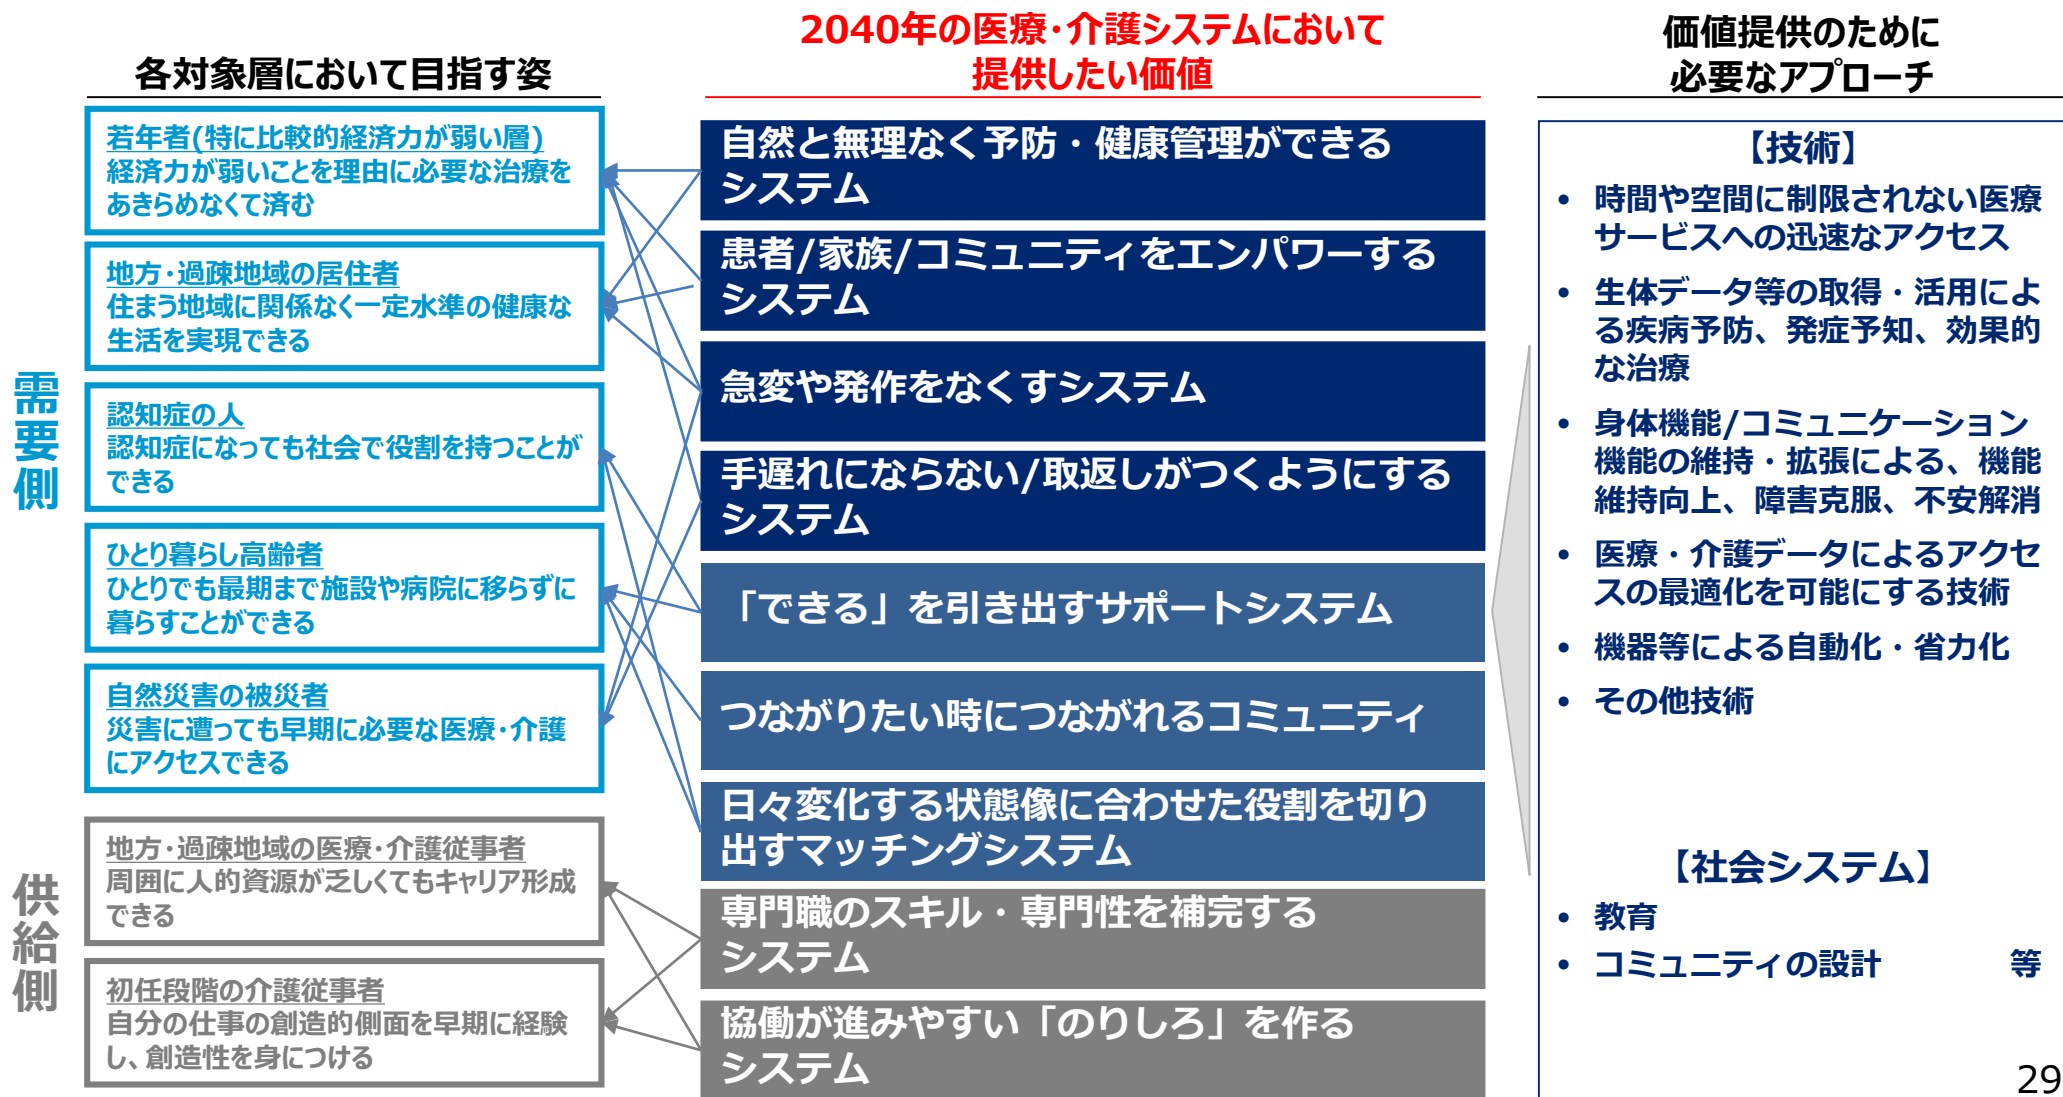 各対象層において目指す姿
需要側
若年者(特に比較的経済力が弱い層)
経済力が弱いことを理由に必要な治療を
あきらめなくて済む
地方・過疎地域の居住者
住まう地域に関係なく一定水準の健康な
生活を実現できる
認知症の人
認知症になっても社会で役割を持つことが
できる
ひとり暮らし高齢者
ひとりでも最期まで施設や病院に移らずに
暮らすことができる
自然災害の被災者
災害に遭っても早期に必要な医療・介護
にアクセスできる
供給側
地方・過疎地域の医療・介護従事者
周囲に人的資源が乏しくてもキャリア形成
できる
初任段階の介護従事者
自分の仕事の創造的側面を早期に経験
し、創造性を身につける
2040年の医療・介護システムにおいて
提供したい価値
自然と無理なく予防・健康管理ができる
システム
患者/家族/コミュニティをエンパワーする
システム
急変や発作をなくすシステム
手遅れにならない/取返しがつくようにする
システム
「できる」を引き出すサポートシステム
つながりたい時につながれるコミュニティ
日々変化する状態像に合わせた役割を切り
出すマッチングシステム
専門職のスキル・専門性を補完する
システム
協働が進みやすい「のりしろ」を作る
システム
価値提供のために
必要なアプローチ
【技術】
• 時間や空間に制限されない医療
サービスへの迅速なアクセス
• 生体データ等の取得・活用によ
る疾病予防、発症予知、効果的
な治療
• 身体機能/コミュニケーション
機能の維持・拡張による、機能
維持向上、障害克服、不安解消
• 医療・介護データによるアクセ
スの最適化を可能にする技術
• 機器等による自動化・省力化
• その他技術
【社会システム】
• 教育
• コミュニティの設計 等
29